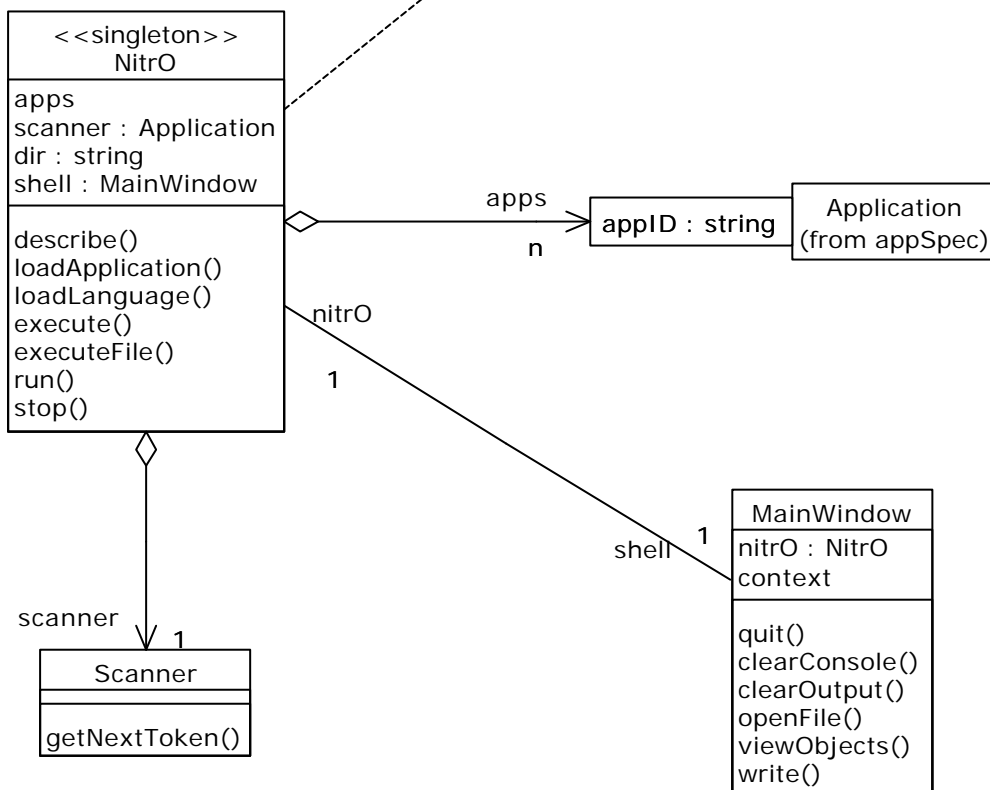 <<singleton>>
NitrO
apps
scanner : Application
dir : string
shell : MainWindow
describe()
loadApplication()
loadLanguage()
execute()
executeFile()
run()
stop()
apps
n
appID : string
Application
(from appSpec)
nitrO
1
shell
1
MainWindow
nitrO : NitrO
context
quit()
clearConsole()
clearOutput()
openFile()
viewObjects()
write()
scanner
1
Scanner
getNextToken()